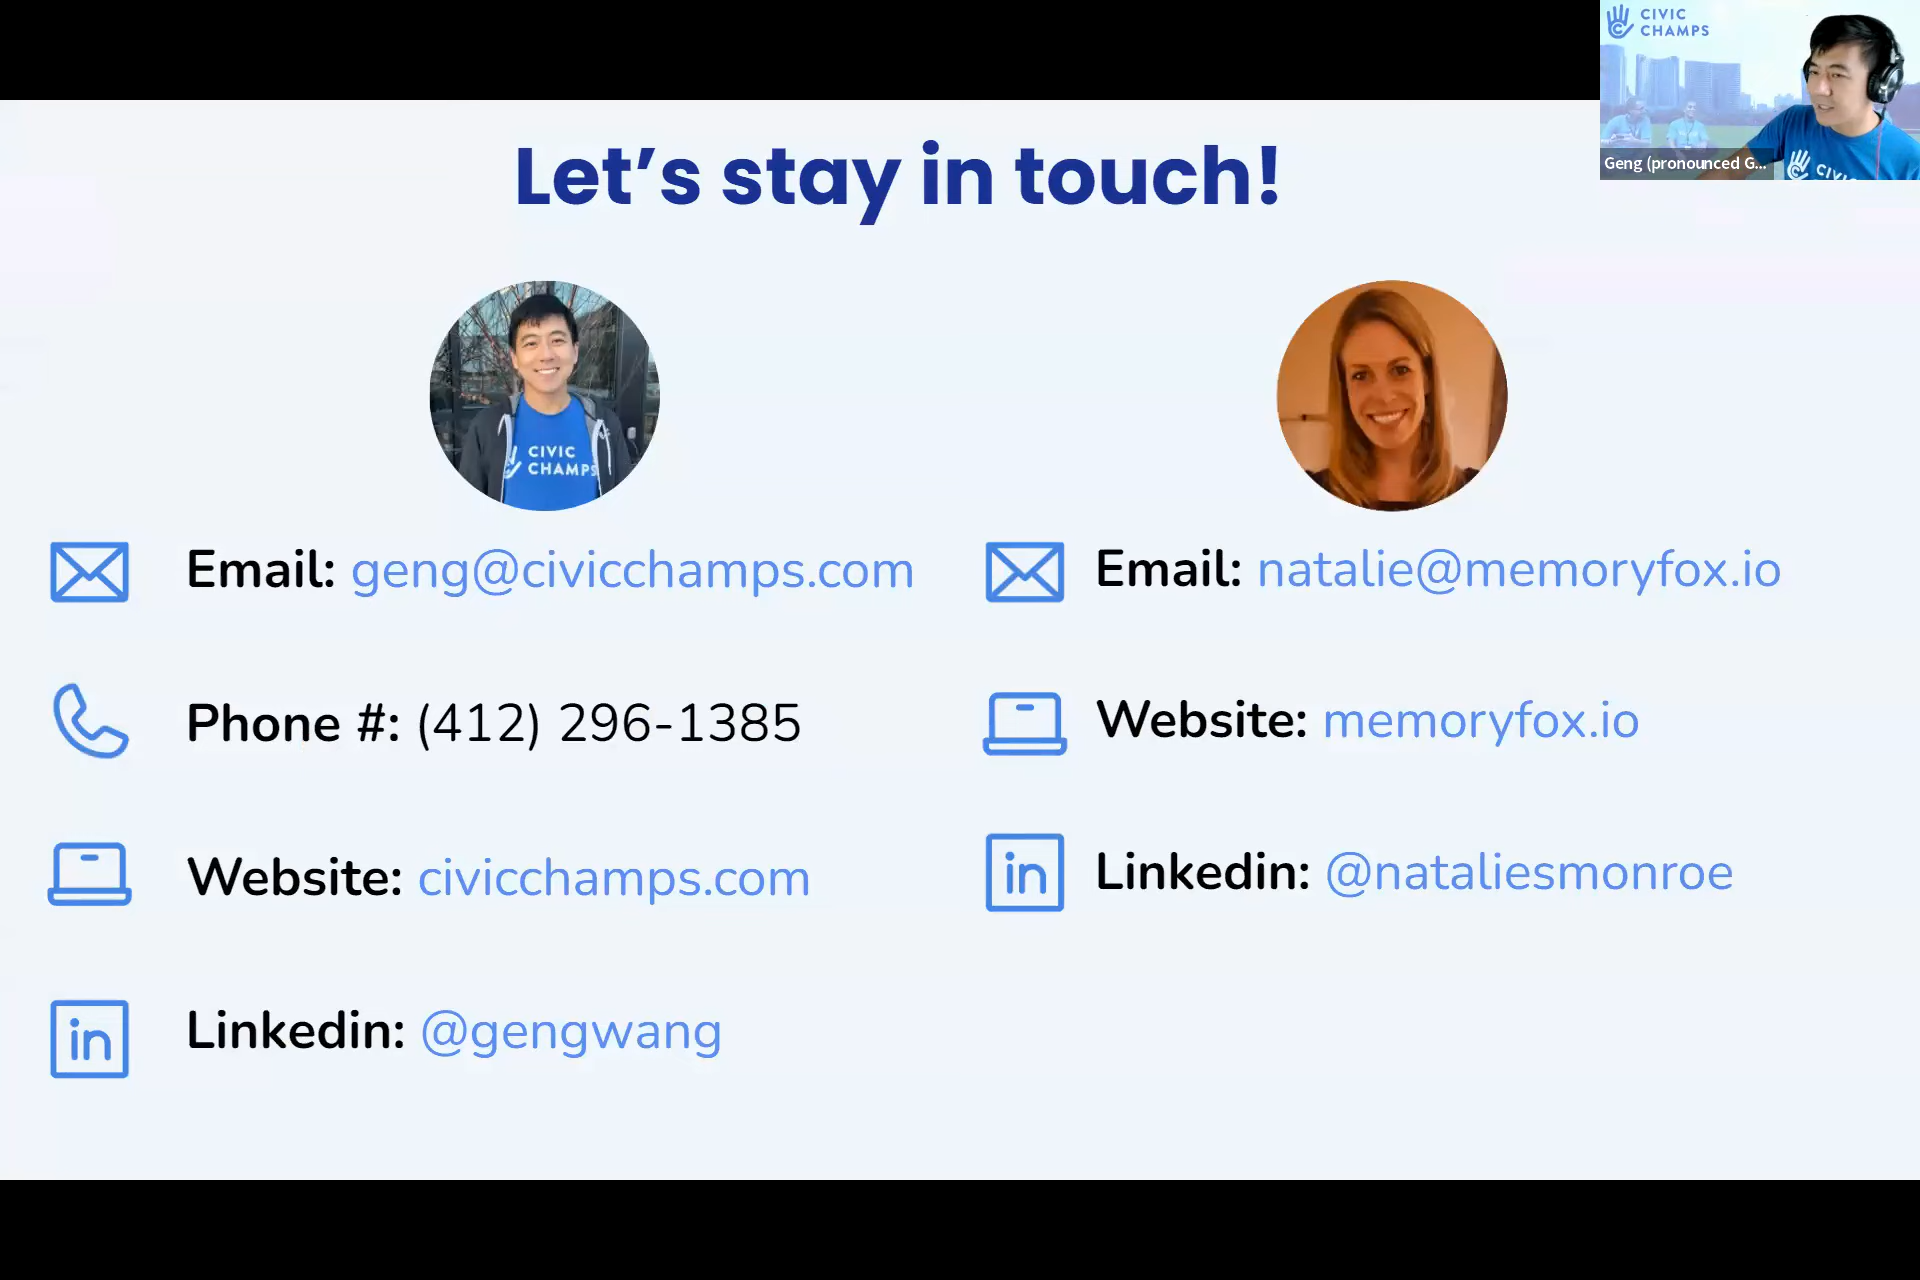 CIVIC
CHAMPS
Geng (pronounced G...
Let's stay in touch!
CIVIC
CHAMPS
Email: geng@civicchamps.com
Phone #: (412) 296-1385
Website: civicchamps.com
Linkedin: @gengwang
Email: natalie@memoryfox.io
Website: memoryfox.io
Linkedin: @nataliesmonroe